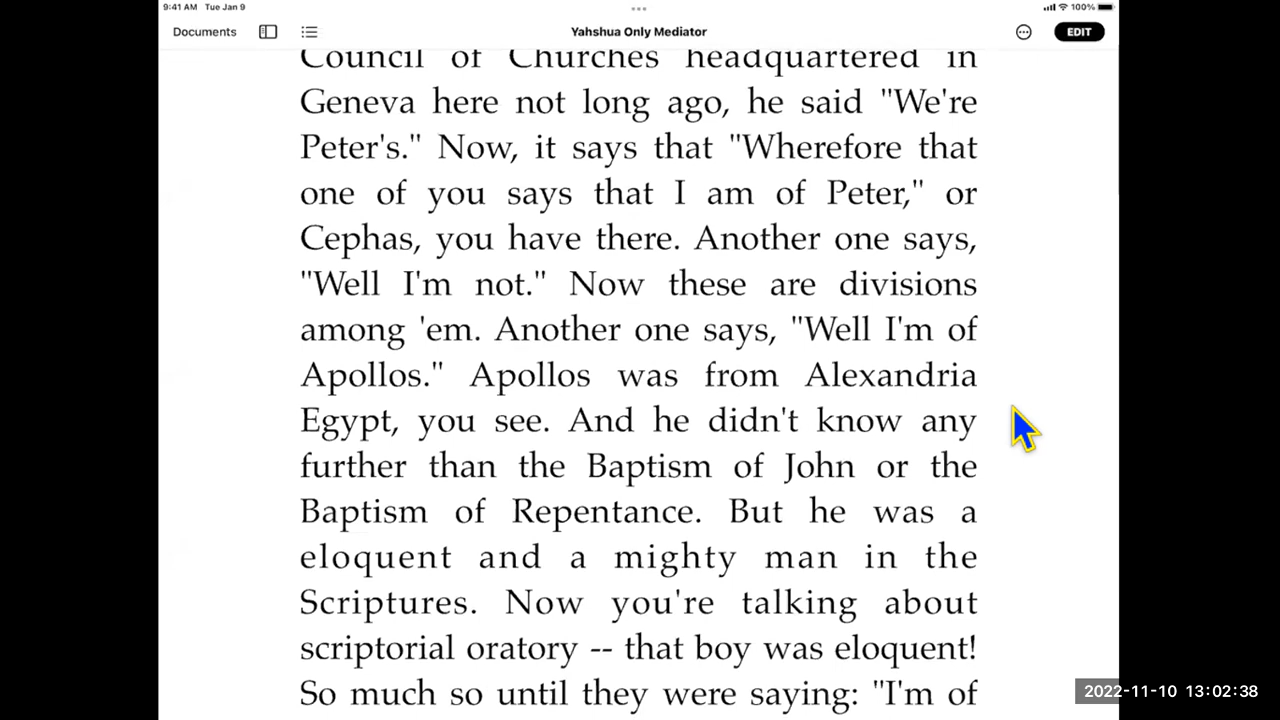 9:41 AM Tue Jan 9
100%
Documents
Yahshua Only Mediator
EDIT
Council of Churches headquartered in
Geneva here not long ago, he said "We're
Peter's." Now, it says that "Wherefore that
one of you says that I am of Peter," or
Cephas, you have there. Another one says,
"Well I'm not." Now these are divisions
among 'em. Another one says, "Well I'm of
Apollos." Apollos was from Alexandria
Egypt, you see. And he didn't know any
further than the Baptism of John or the
Baptism of Repentance. But he was a
eloquent and a mighty man in the
Scriptures. Now you're talking about
scriptorial oratory -- that boy was eloquent!
So much so until they were saying: "I'm of
2022-11-10 13:02:38